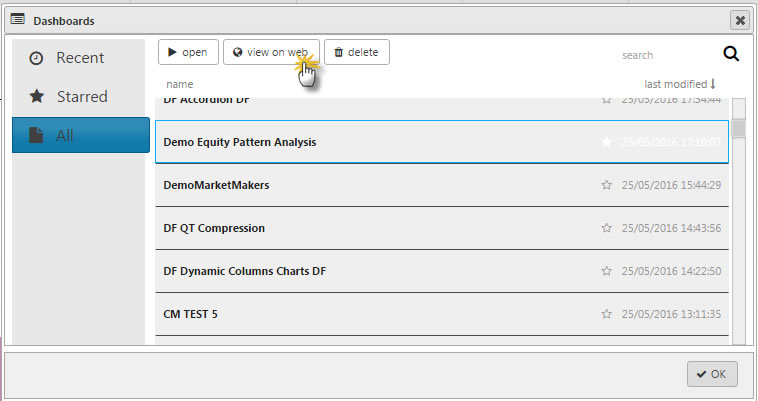 Dashboards
Recent
Starred
All
open
view on web
delete
search
name
last modified
DF Accordion DF 25/05/2016 17:54:44
Demo Equity Pattern Analysis 25/05/2016 17:10:07
DemoMarketMakers 25/05/2016 15:44:29
DF QT Compression 25/05/2016 14:43:56
DF Dynamic Columns Charts DF 25/05/2016 14:22:50
CM TEST 5 25/05/2016 13:11:35
OK